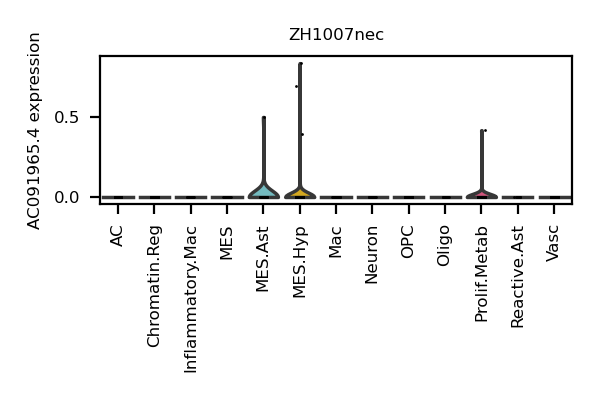 ZH1007nec
AC091965.4 expression
0.5
0.0
AC
Chromatin.Reg
Inflammatory.Mac
MES
MES.Ast
MES.Hyp
Mac
Neuron
OPC
Oligo
Prolif.Metab
Reactive.Ast
Vasc